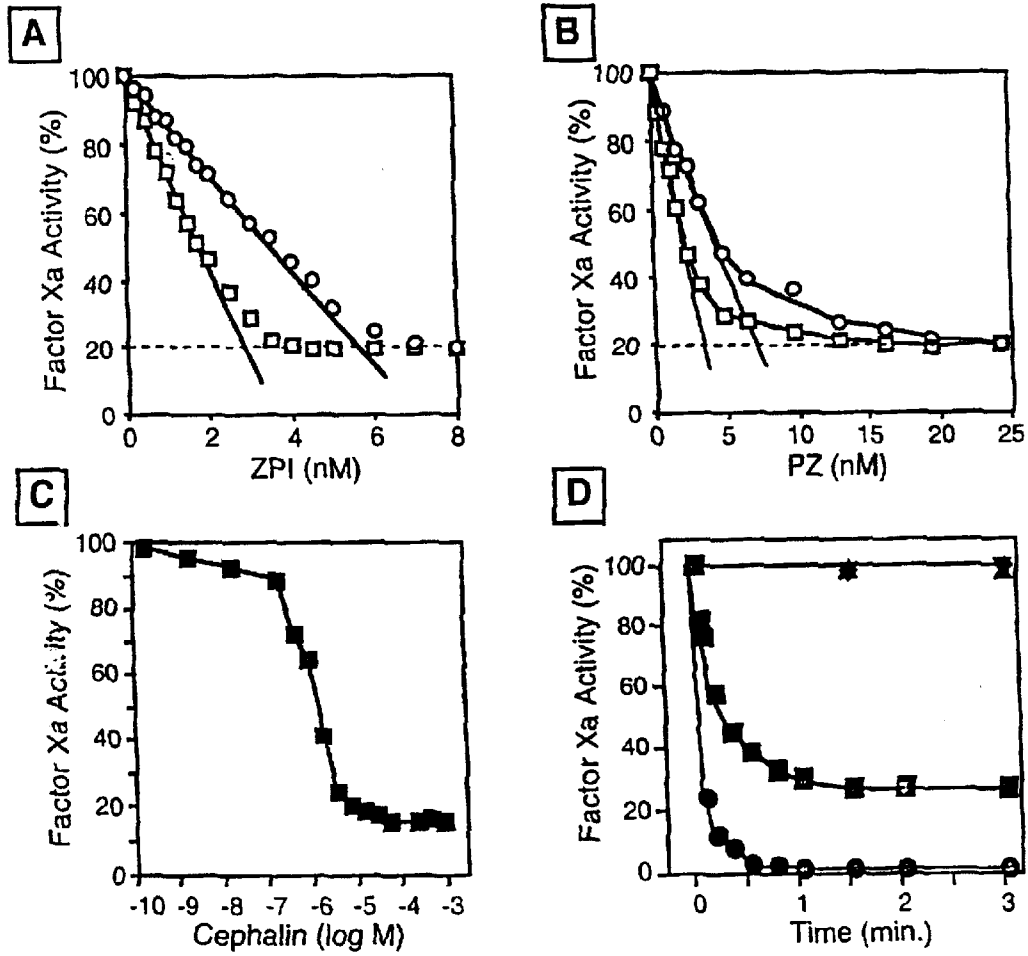 A
B
Factor Xa Activity (%)
100
80
60
40
20
0
0 2 4 6 8
ZPI (nM)
Factor Xa Activity (%)
100
80
60
40
20
0
0 5 10 15 20 25
PZ (nM)
C
D
Factor Xa Activity (%)
100
80
60
40
20
0
-10 -9 -8 -7 -6 -5 -4 -3
Cephalin (log M)
Factor Xa Activity (%)
100
80
60
40
20
0
0 1 2 3
Time (min.)